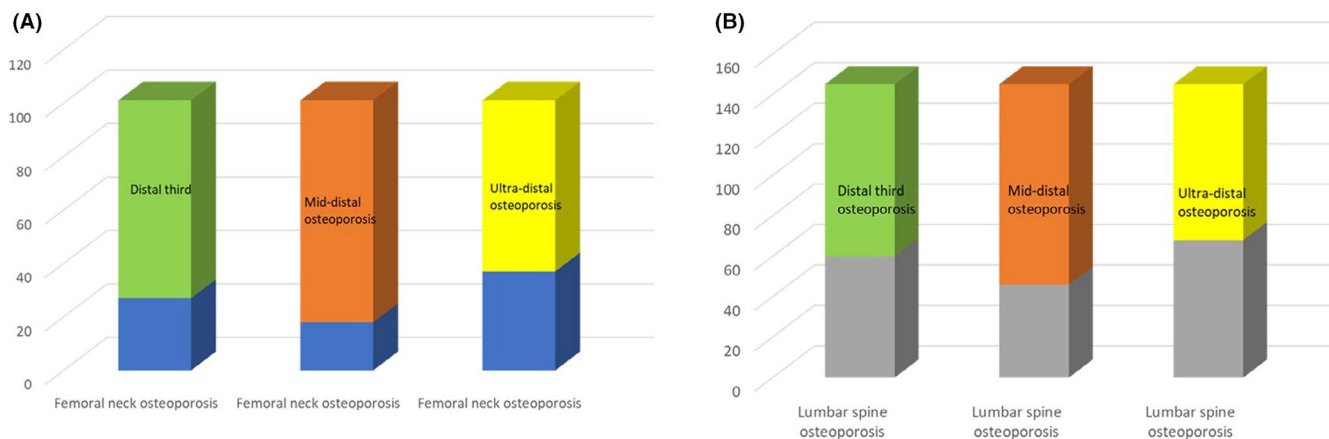 (A)
120
100
80
60
40
20
0
Distal third
Mid-distal
osteoporosis
Ultra-distal
osteoporosis
Femoral neck osteoporosis
Femoral neck osteoporosis
Femoral neck osteoporosis
(B)
160
140
120
100
80
60
40
20
0
Distal third
osteoporosis
Mid-distal
osteoporosis
Ultra-distal
osteoporosis
Lumbar spine
osteoporosis
Lumbar spine
osteoporosis
Lumbar spine
osteoporosis